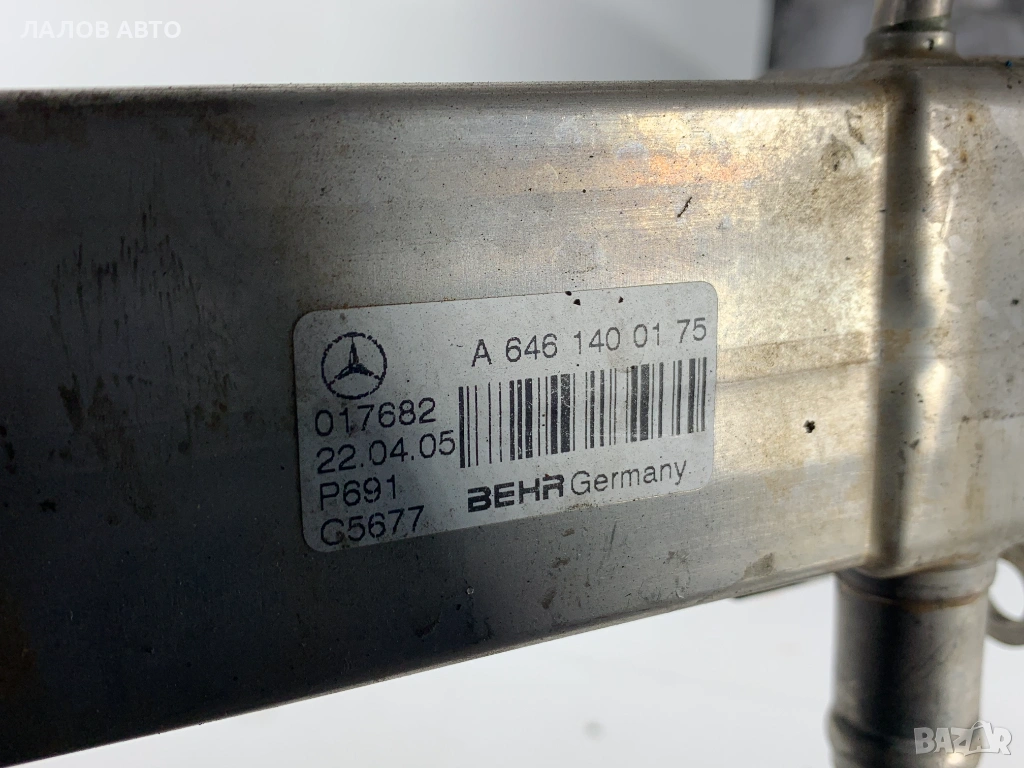 ЛАЛОВ АВТО
A 646 140 01 75
017682
22.04.05
P691
C5677
BEHR Germany
BAZAR